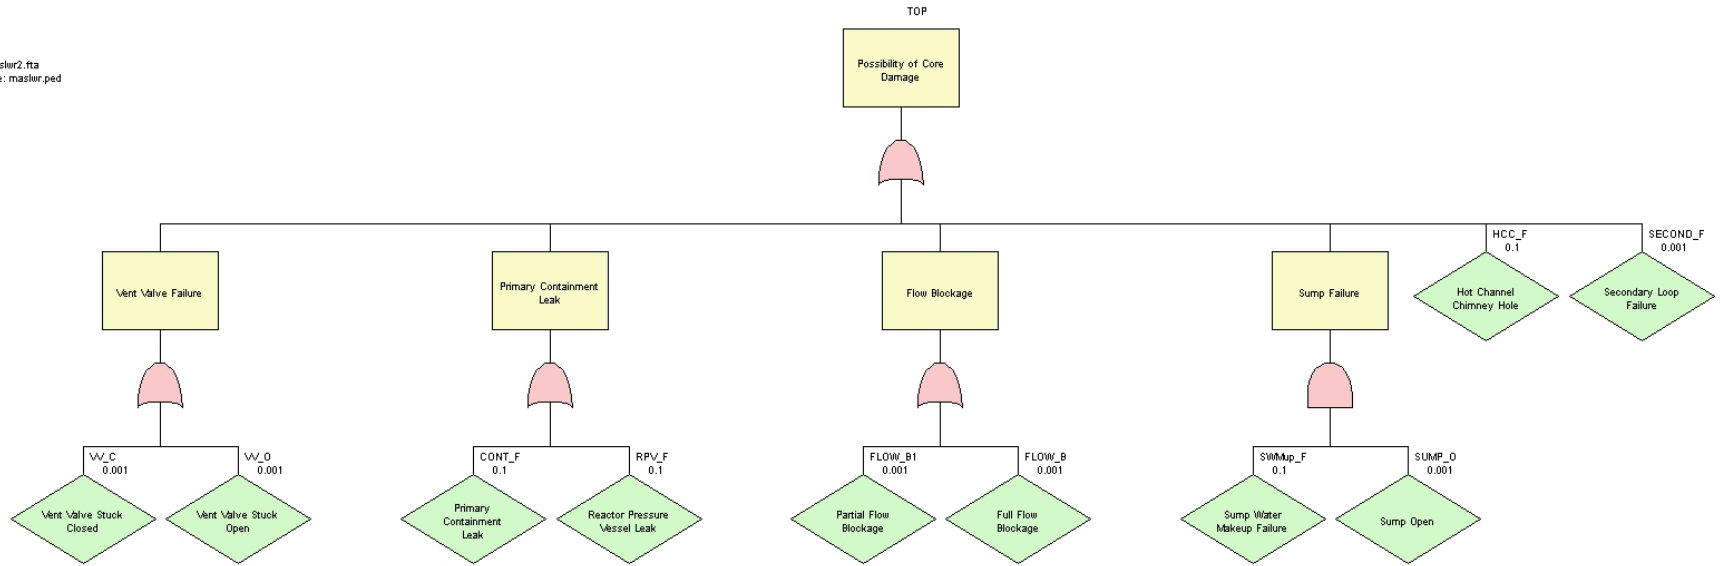 TOP
slwr2.fta
e: maslwr.ped
Possibility of Core
Damage
HCC_F
0.1
SECOND_F
0.001
Vent Valve Failure
Primary Containment
Leak
Flow Blockage
Sump Failure
Hot Channel
Chimney Hole
Secondary Loop
Failure
VV_C
0.001
VV_O
0.001
CONT_F
0.1
RPV_F
0.1
FLOW_B1
0.001
FLOW_B
0.001
SWMup_F
0.1
SUMP_O
0.001
Vent Valve Stuck
Closed
Vent Valve Stuck
Open
Primary
Containment
Leak
Reactor Pressure
Vessel Leak
Partial Flow
Blockage
Full Flow
Blockage
Sump Water
Makeup Failure
Sump Open